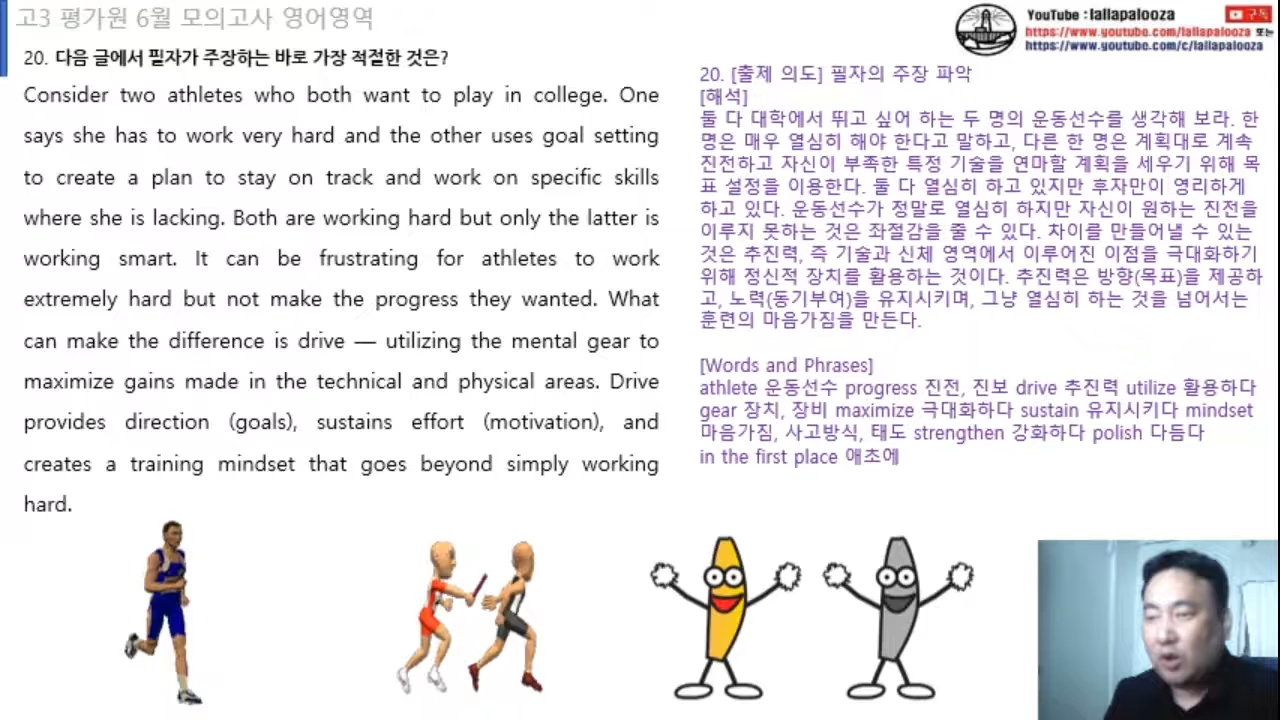 고3 평가원 6월 모의고사 영어영역
20. 다음 글에서 필자가 주장하는 바로 가장 적절한 것은?
Consider two athletes who both want to play in college. One
says she has to work very hard and the other uses goal setting
to create a plan to stay on track and work on specific skills
where she is lacking. Both are working hard but only the latter is
working smart. It can be frustrating for athletes to work
extremely hard but not make the progress they wanted. What
can make the difference is drive — utilizing the mental gear to
maximize gains made in the technical and physical areas. Drive
provides direction (goals), sustains effort (motivation), and
creates a training mindset that goes beyond simply working
hard.
YouTube : lallapalooza
구독
https://www.youtube.com/lallapalooza 또는
https://www.youtube.com/c/lallapalooza
20. [출제 의도] 필자의 주장 파악
[해석]
둘 다 대학에서 뛰고 싶어 하는 두 명의 운동선수를 생각해 보라. 한
명은 매우 열심히 해야 한다고 말하고, 다른 한 명은 계획대로 계속
진전하고 자신이 부족한 특정 기술을 연마할 계획을 세우기 위해 목
표 설정을 이용한다. 둘 다 열심히 하고 있지만 후자만이 영리하게
하고 있다. 운동선수가 정말로 열심히 하지만 자신이 원하는 진전을
이루지 못하는 것은 좌절감을 줄 수 있다. 차이를 만들어낼 수 있는
것은 추진력, 즉 기술과 신체 영역에서 이루어진 이점을 극대화하기
위해 정신적 장치를 활용하는 것이다. 추진력은 방향(목표)을 제공하
고, 노력(동기부여)을 유지시키며, 그냥 열심히 하는 것을 넘어서는
훈련의 마음가짐을 만든다.
[Words and Phrases]
athlete 운동선수 progress 진전, 진보 drive 추진력 utilize 활용하다
gear 장치, 장비 maximize 극대화하다 sustain 유지시키다 mindset
마음가짐, 사고방식, 태도 strengthen 강화하다 polish 다듬다
in the first place 애초에